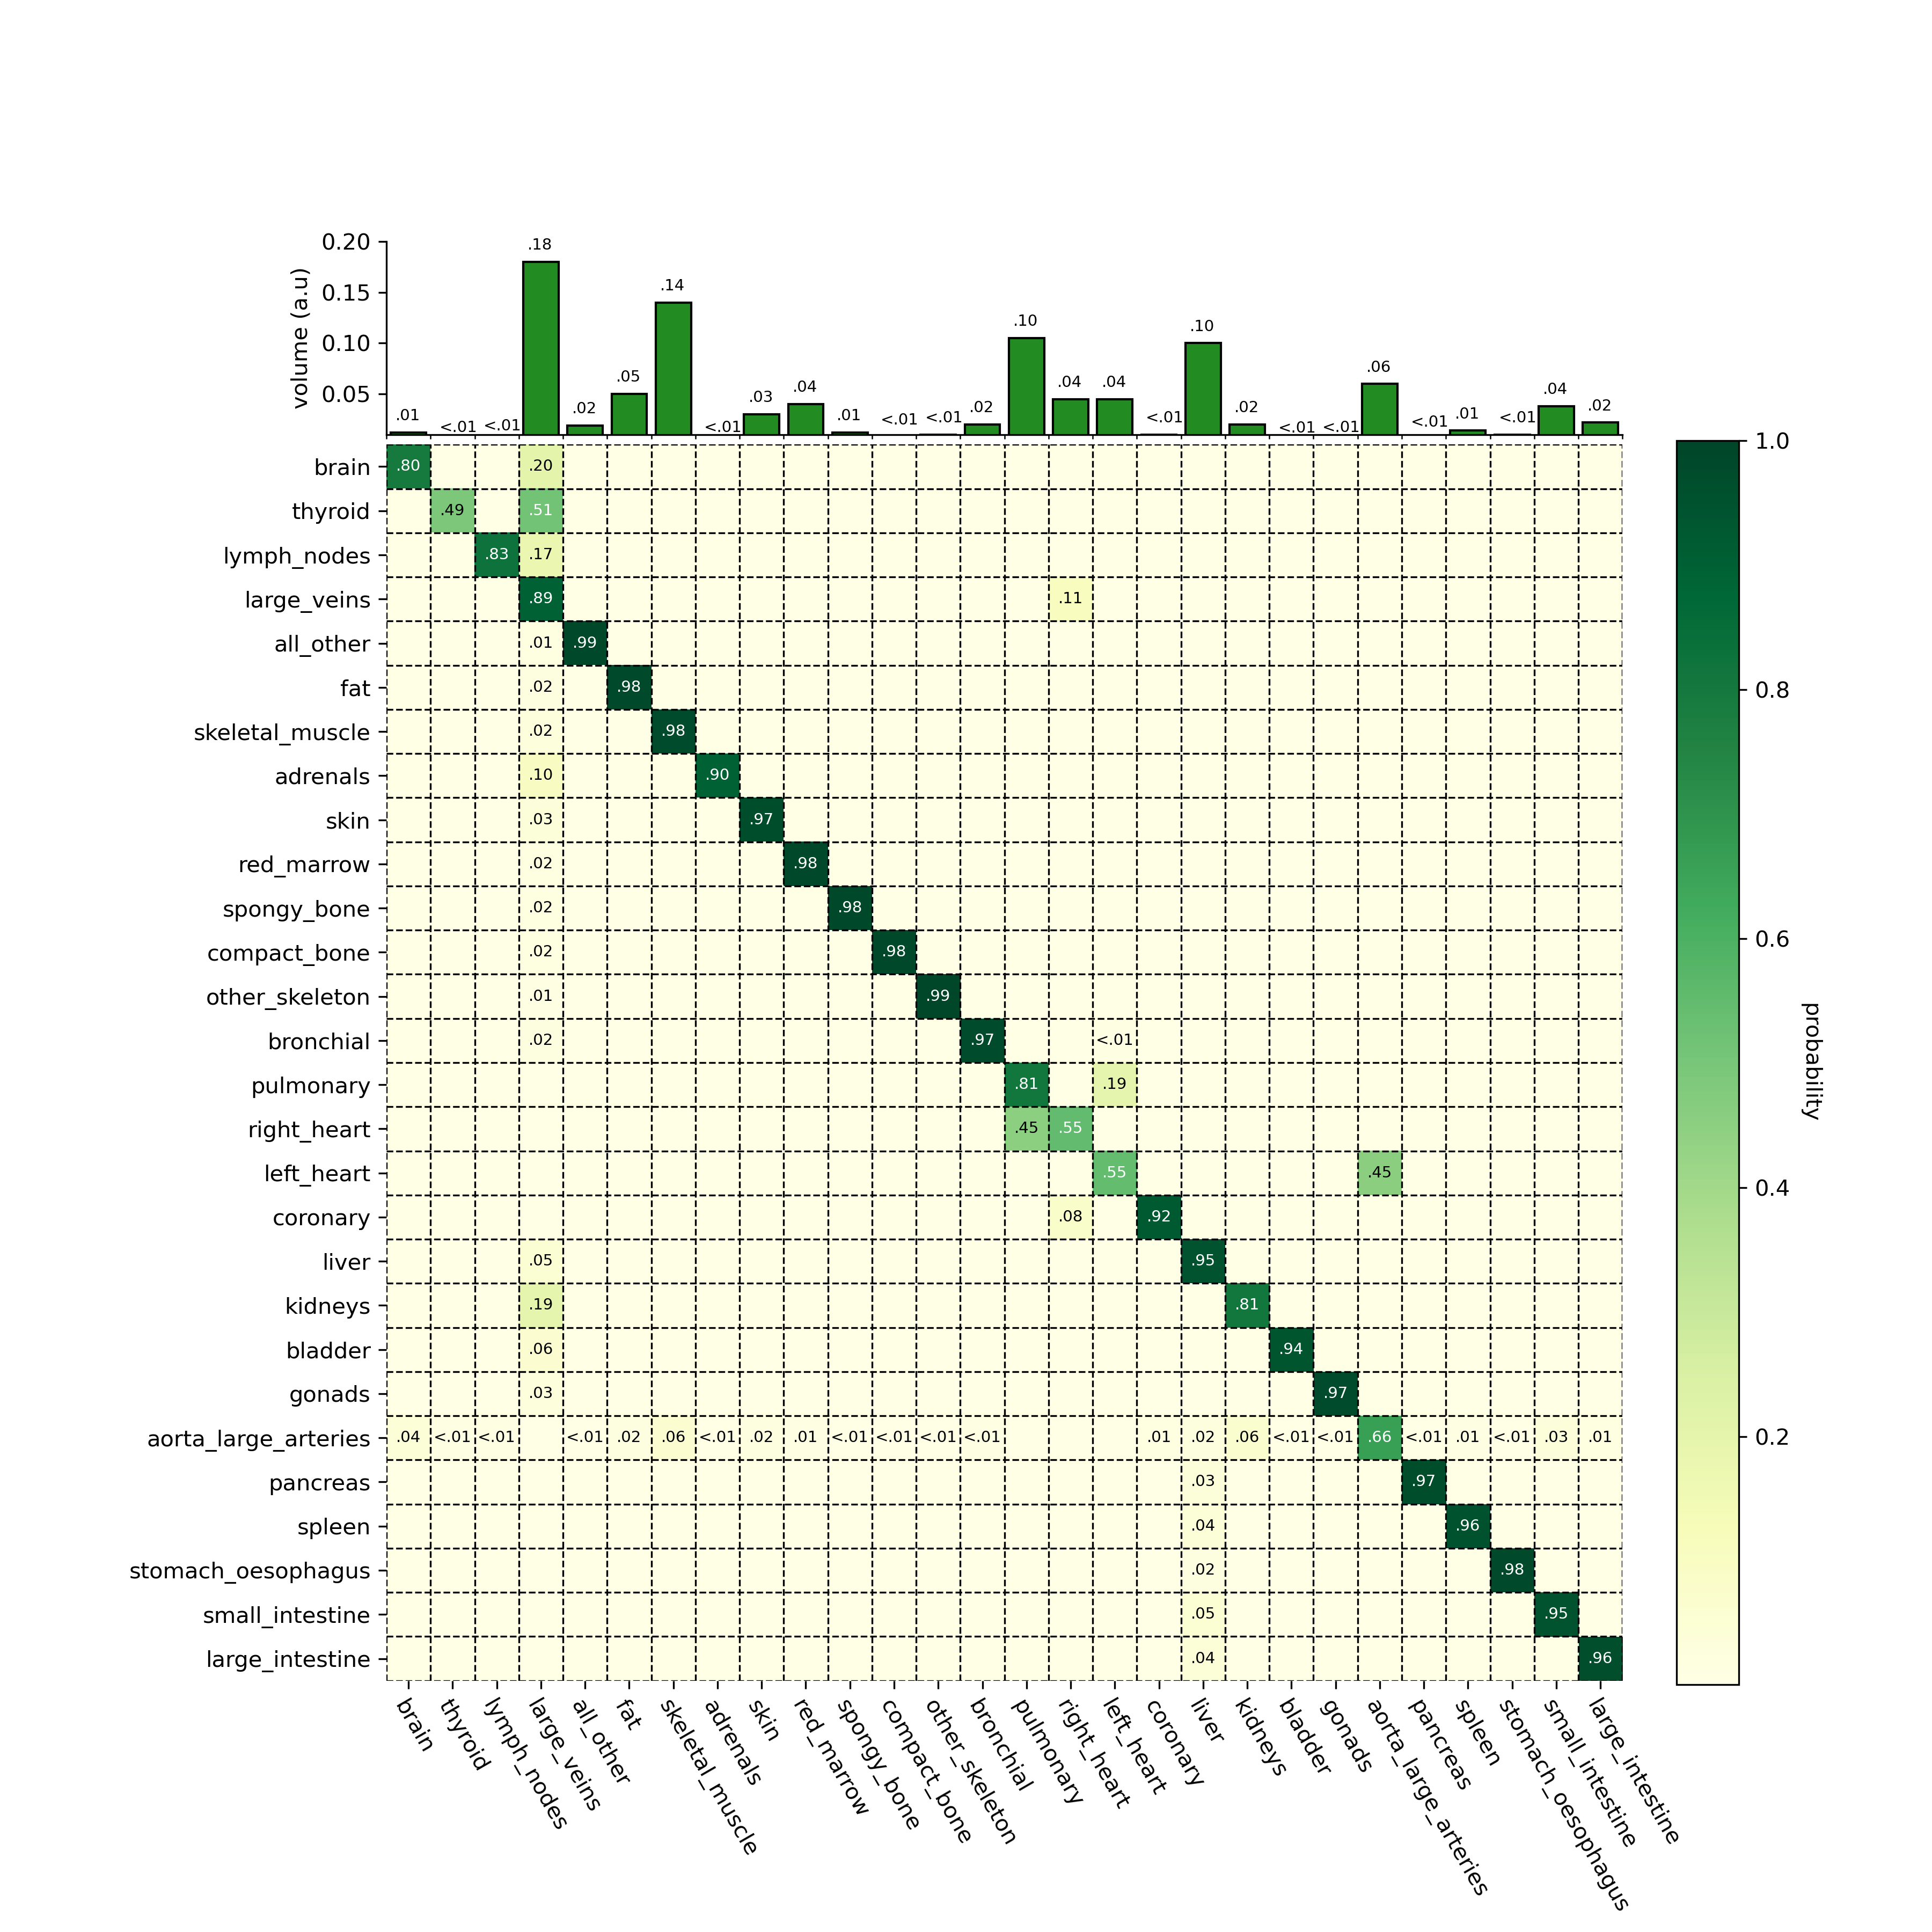 0.20
0.15
0.10
0.05
volume (a.u)
.01 <.01 <.01 .18 .02 .05 .14 <.01 .03 .04 .01 <.01 <.01 .02 .10 .04 .04 <.01 .10 .02 <.01 <.01 .06 <.01 .01 <.01 .04 .02
brain .80 .20
thyroid .49 .51
lymph_nodes .83 .17
large_veins .89 .11
all_other .01 .99
fat .02 .98
skeletal_muscle .02 .98
adrenals .10 .90
skin .03 .97
red_marrow .02 .98
spongy_bone .02 .98
compact_bone .02 .98
other_skeleton .01 .99
bronchial .02 .97 <.01
pulmonary .81 .19
right_heart .45 .55
left_heart .55 .45
coronary .08 .92
liver .05 .95
kidneys .19 .81
bladder .06 .94
gonads .03 .97
aorta_large_arteries .04 <.01 <.01 <.01 .02 .06 <.01 .02 .01 <.01 <.01 <.01 <.01 .01 .02 .06 <.01 <.01 .66 <.01 .01 <.01 .03 .01
pancreas .03 .97
spleen .04 .96
stomach_oesophagus .02 .98
small_intestine .05 .95
large_intestine .04 .96
brain
thyroid
lymph_nodes
large_veins
all_other
fat
skeletal_muscle
adrenals
skin
red_marrow
spongy_bone
compact_bone
other_skeleton
bronchial
pulmonary
right_heart
left_heart
coronary
liver
kidneys
bladder
gonads
aorta_large_arteries
pancreas
spleen
stomach_oesophagus
small_intestine
large_intestine
1.0
0.8
0.6
0.4
0.2
probability